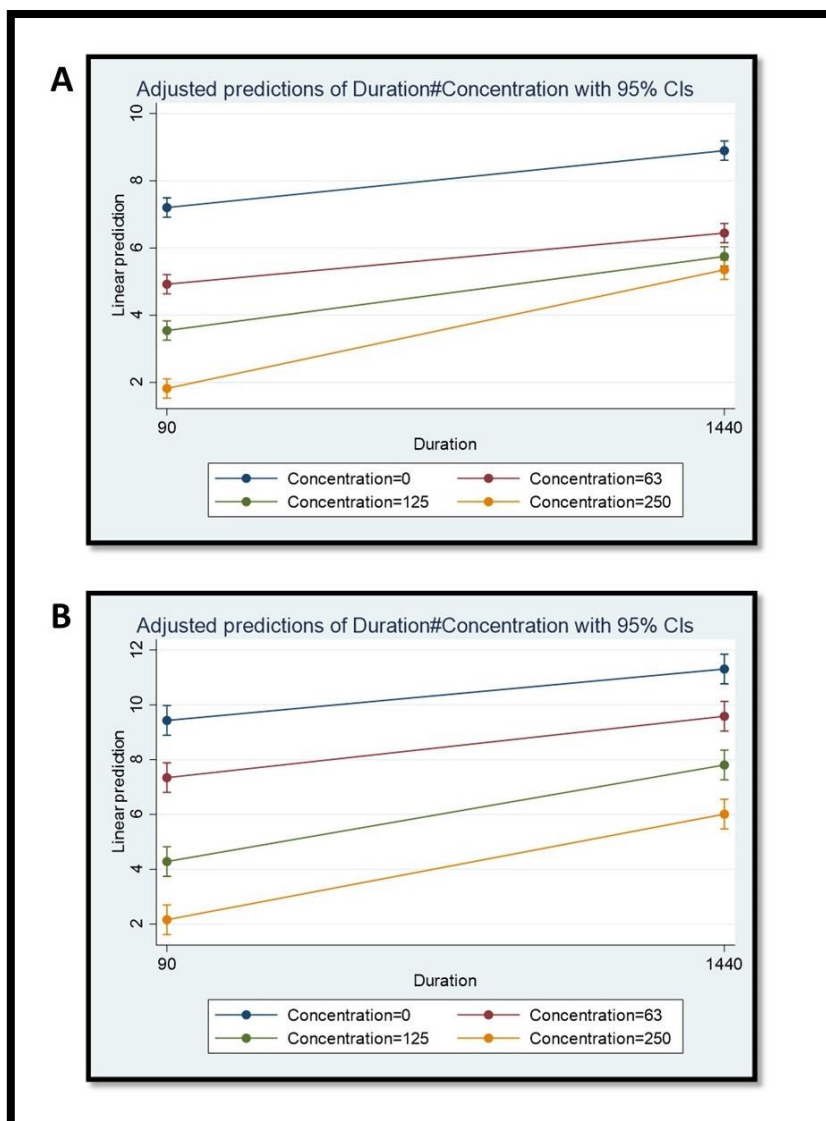 A
Adjusted predictions of Duration#Concentration with 95% CIs
10
8
6
4
2
Linear prediction
90
1440
Duration
Concentration=0
Concentration=63
Concentration=125
Concentration=250
B
Adjusted predictions of Duration#Concentration with 95% CIs
12
10
8
6
4
2
Linear prediction
90
1440
Duration
Concentration=0
Concentration=63
Concentration=125
Concentration=250